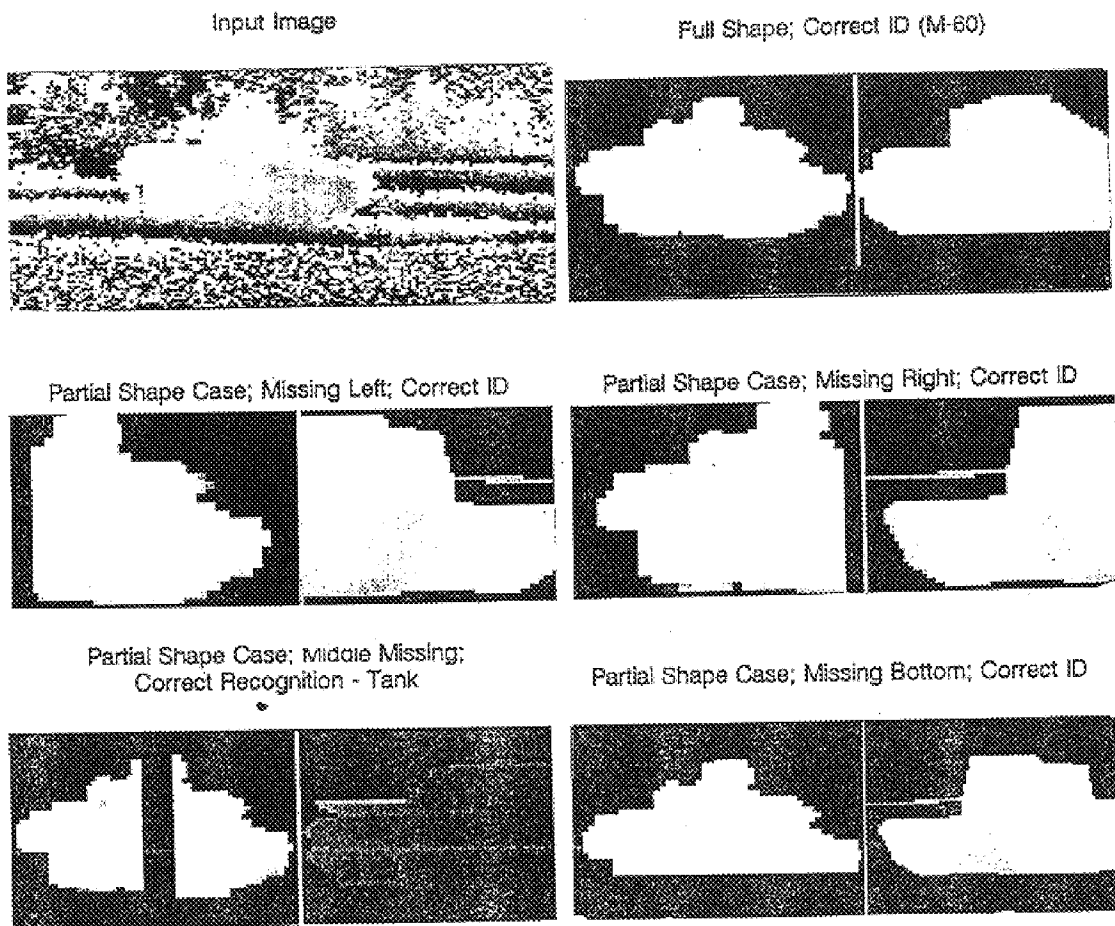 Input Image
Full Shape; Correct ID (M-60)
Partial Shape Case; Missing Left; Correct ID
Partial Shape Case; Missing Right; Correct ID
Partial Shape Case; Middle Missing;
Correct Recognition - Tank
Partial Shape Case; Missing Bottom; Correct ID